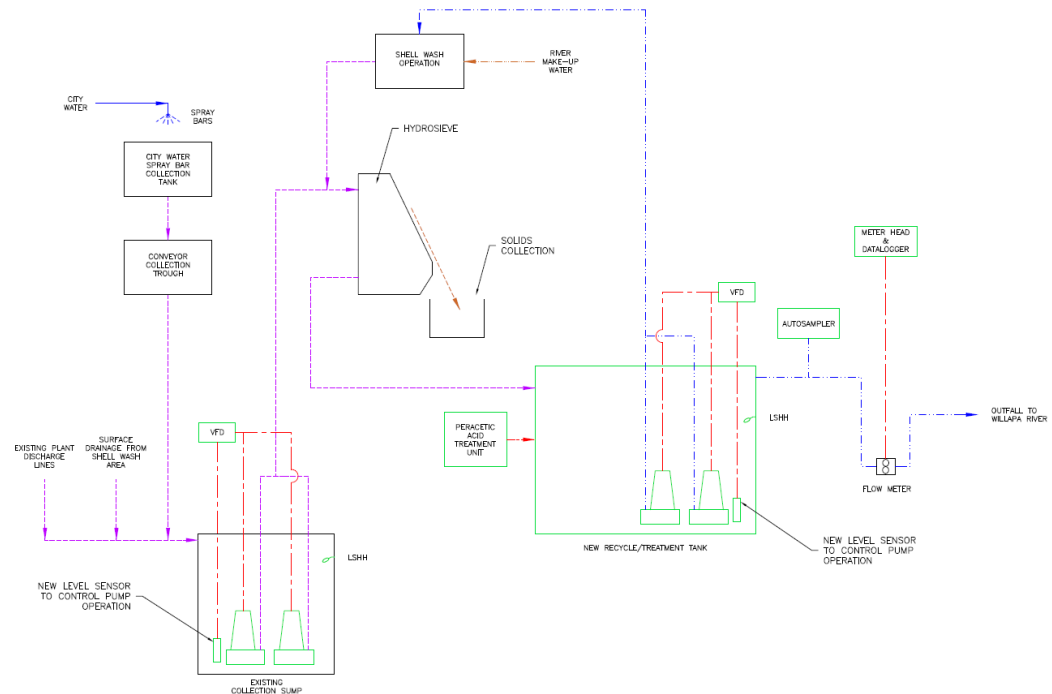 SHELL WASH
OPERATION
RIVER
MAKE-UP
WATER
CITY
WATER
SPRAY
BARS
HYDROSIEVE
CITY WATER
SPRAY BAR
COLLECTION
TANK
CONVEYOR
COLLECTION
TROUGH
SOLIDS
COLLECTION
METER HEAD
&
DATALOGGER
VFD
AUTOSAMPLER
LSHH
OUTFALL TO
WILLAPA RIVER
PERACETIC
ACID
TREATMENT
UNIT
FLOW METER
NEW RECYCLE/TREATMENT TANK
NEW LEVEL SENSOR
TO CONTROL PUMP
OPERATION
EXISTING PLANT
DISCHARGE
LINES
SURFACE
DRAINAGE FROM
SHELL WASH
AREA
VFD
LSHH
NEW LEVEL SENSOR
TO CONTROL PUMP
OPERATION
EXISTING
COLLECTION SUMP